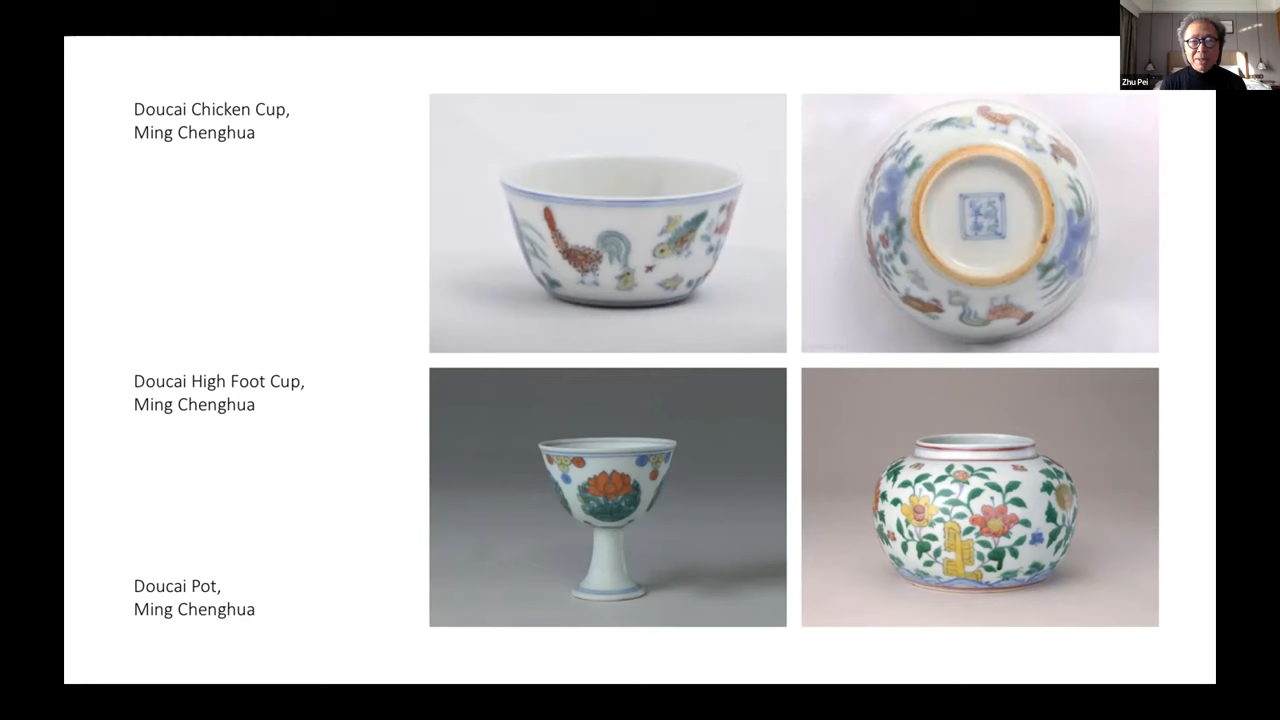 Zhu Pei
Doucai Chicken Cup,
Ming Chenghua
Doucai High Foot Cup,
Ming Chenghua
Doucai Pot,
Ming Chenghua